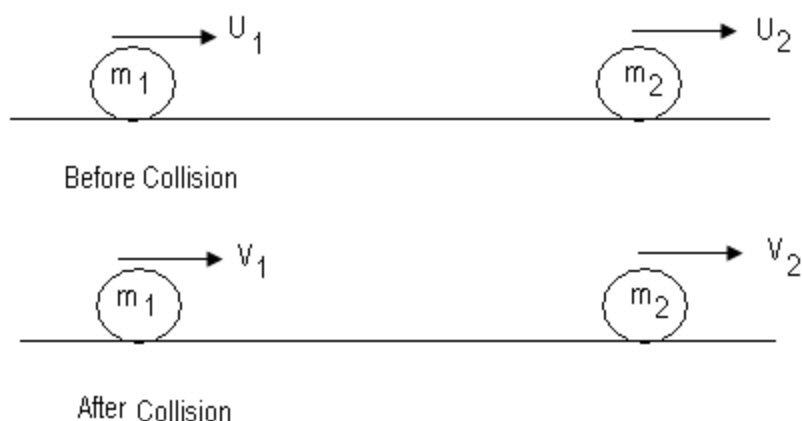 U1 U2
m1 m2
Before Collision
V1 V2
m1 m2
After Collision